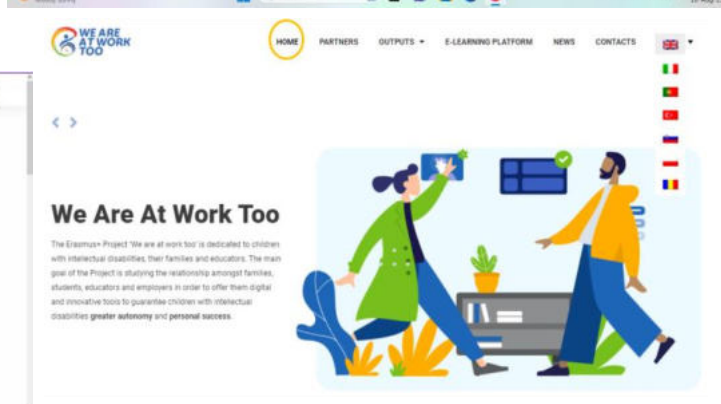 WE ARE
AT WORK
TOO
HOME PARTNERS OUTPUTS E-LEARNING PLATFORM NEWS CONTACTS
We Are At Work Too
The Erasmus+ Project 'We are at work too' is dedicated to children
with intellectual disabilities, their families and educators. The main
goal of the Project is studying the relationship amongst families,
students, educators and employers in order to offer them digital
and innovative tools to guarantee children with intellectual
disabilities greater autonomy and personal success.